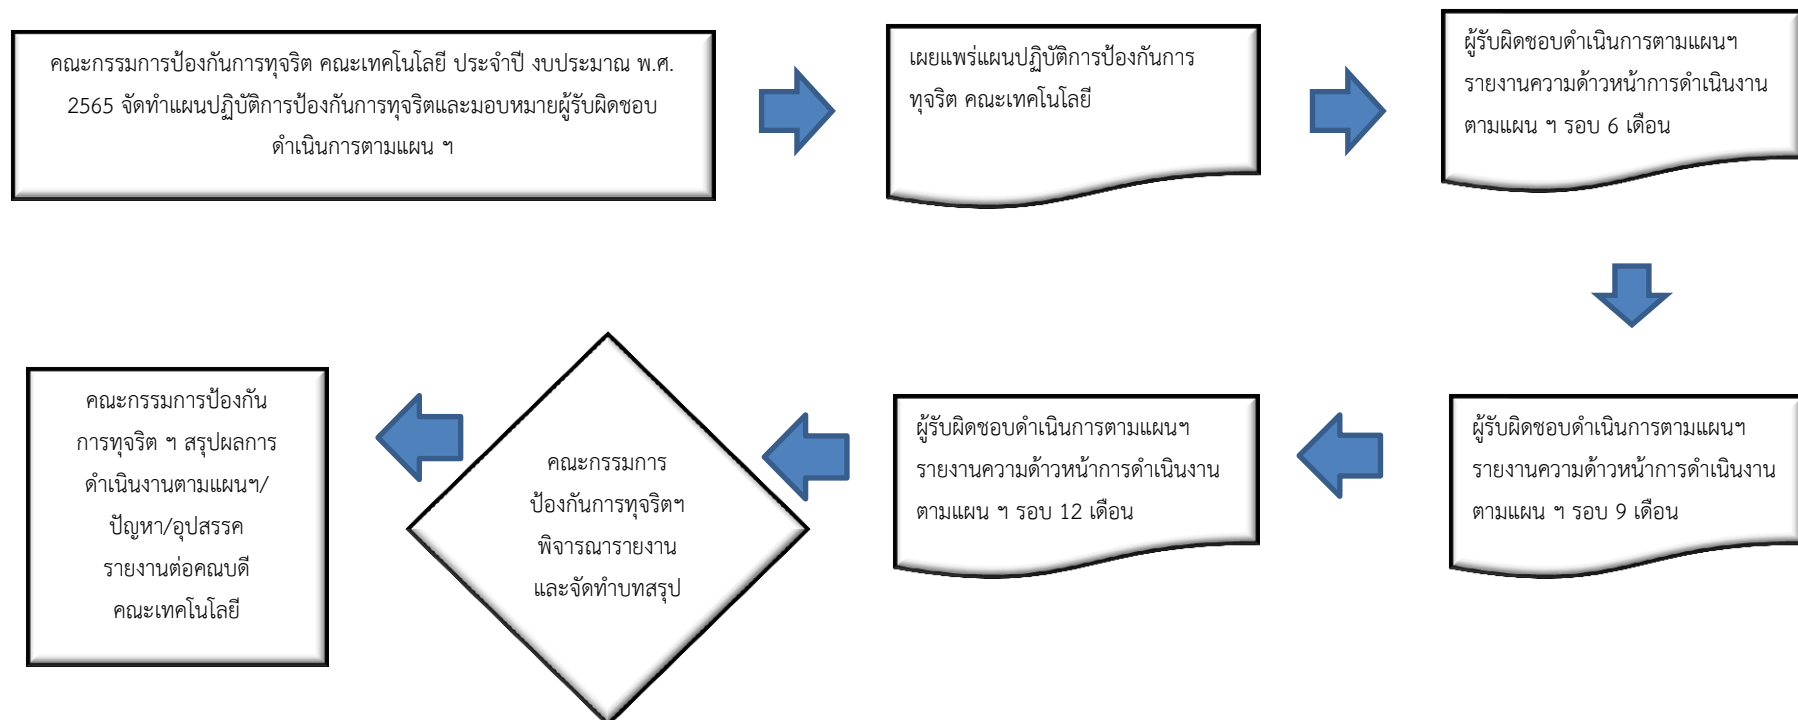 คณะกรรมการป้องกันการทุจริต คณะเทคโนโลยี ประจำปี งบประมาณ พ.ศ.
2565 จัดทำแผนปฏิบัติการป้องกันการทุจริตและมอบหมายผู้รับผิดชอบ
ดำเนินการตามแผน ฯ
เผยแพร่แผนปฏิบัติการป้องกันการ
ทุจริต คณะเทคโนโลยี
ผู้รับผิดชอบดำเนินการตามแผนฯ
รายงานความด้าวหน้าการดำเนินงาน
ตามแผน ฯ รอบ 6 เดือน
ผู้รับผิดชอบดำเนินการตามแผนฯ
รายงานความด้าวหน้าการดำเนินงาน
ตามแผน ฯ รอบ 9 เดือน
ผู้รับผิดชอบดำเนินการตามแผนฯ
รายงานความด้าวหน้าการดำเนินงาน
ตามแผน ฯ รอบ 12 เดือน
คณะกรรมการ
ป้องกันการทุจริตฯ
พิจารณารายงาน
และจัดทำบทสรุป
คณะกรรมการป้องกัน
การทุจริต ฯ สรุปผลการ
ดำเนินงานตามแผนฯ/
ปัญหา/อุปสรรค
รายงานต่อคณบดี
คณะเทคโนโลยี